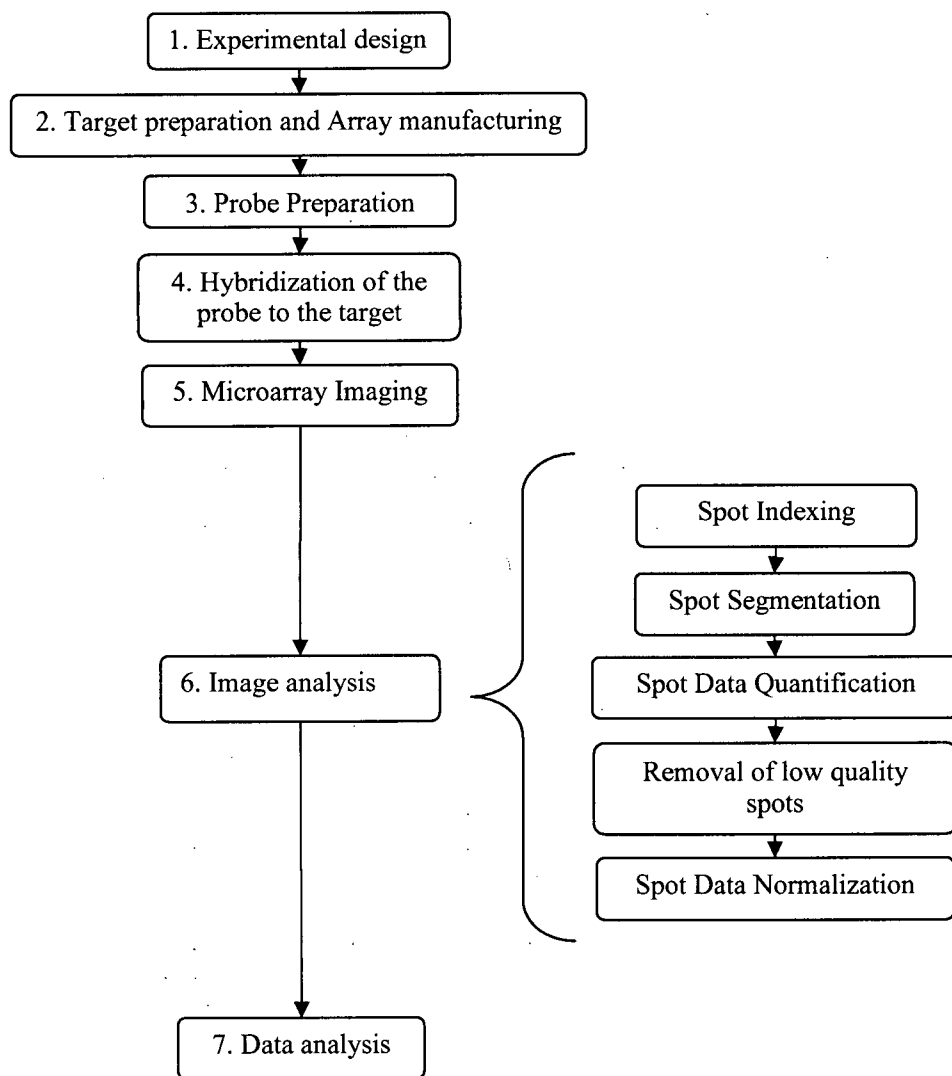 1. Experimental design
2. Target preparation and Array manufacturing
3. Probe Preparation
4. Hybridization of the
probe to the target
5. Microarray Imaging
6. Image analysis
Spot Indexing
Spot Segmentation
Spot Data Quantification
Removal of low quality
spots
Spot Data Normalization
7. Data analysis